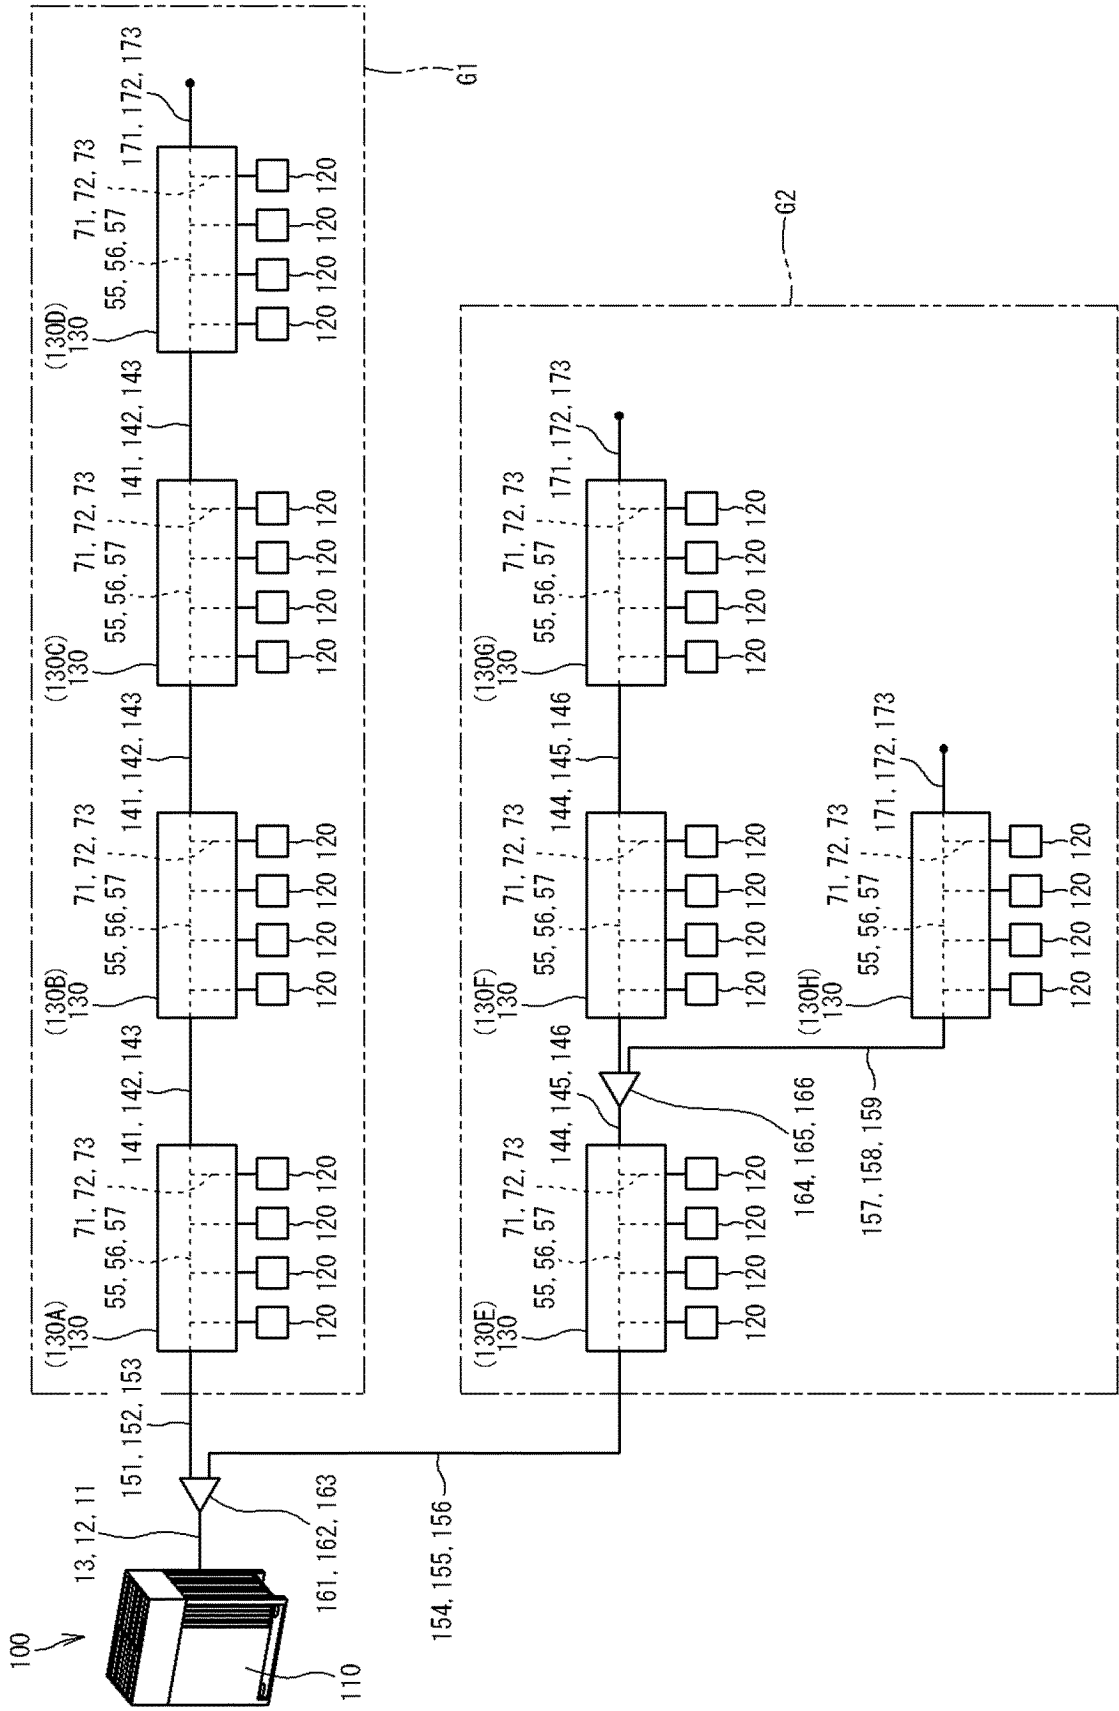 100
110
13, 12, 11
161, 162, 163
151, 152, 153
154, 155, 156
G1
(130A)
130
55, 56, 57
71, 72, 73
120 120 120 120
141, 142, 143
(130B)
130
55, 56, 57
71, 72, 73
120 120 120 120
141, 142, 143
(130C)
130
55, 56, 57
71, 72, 73
120 120 120 120
141, 142, 143
(130D)
130
55, 56, 57
71, 72, 73
120 120 120 120
171, 172, 173
G2
(130E)
130
55, 56, 57
71, 72, 73
120 120 120 120
144, 145, 146
164, 165, 166
157, 158, 159
(130F)
130
55, 56, 57
71, 72, 73
120 120 120 120
144, 145, 146
(130G)
130
55, 56, 57
71, 72, 73
120 120 120 120
171, 172, 173
(130H)
130
55, 56, 57
71, 72, 73
120 120 120 120
171, 172, 173